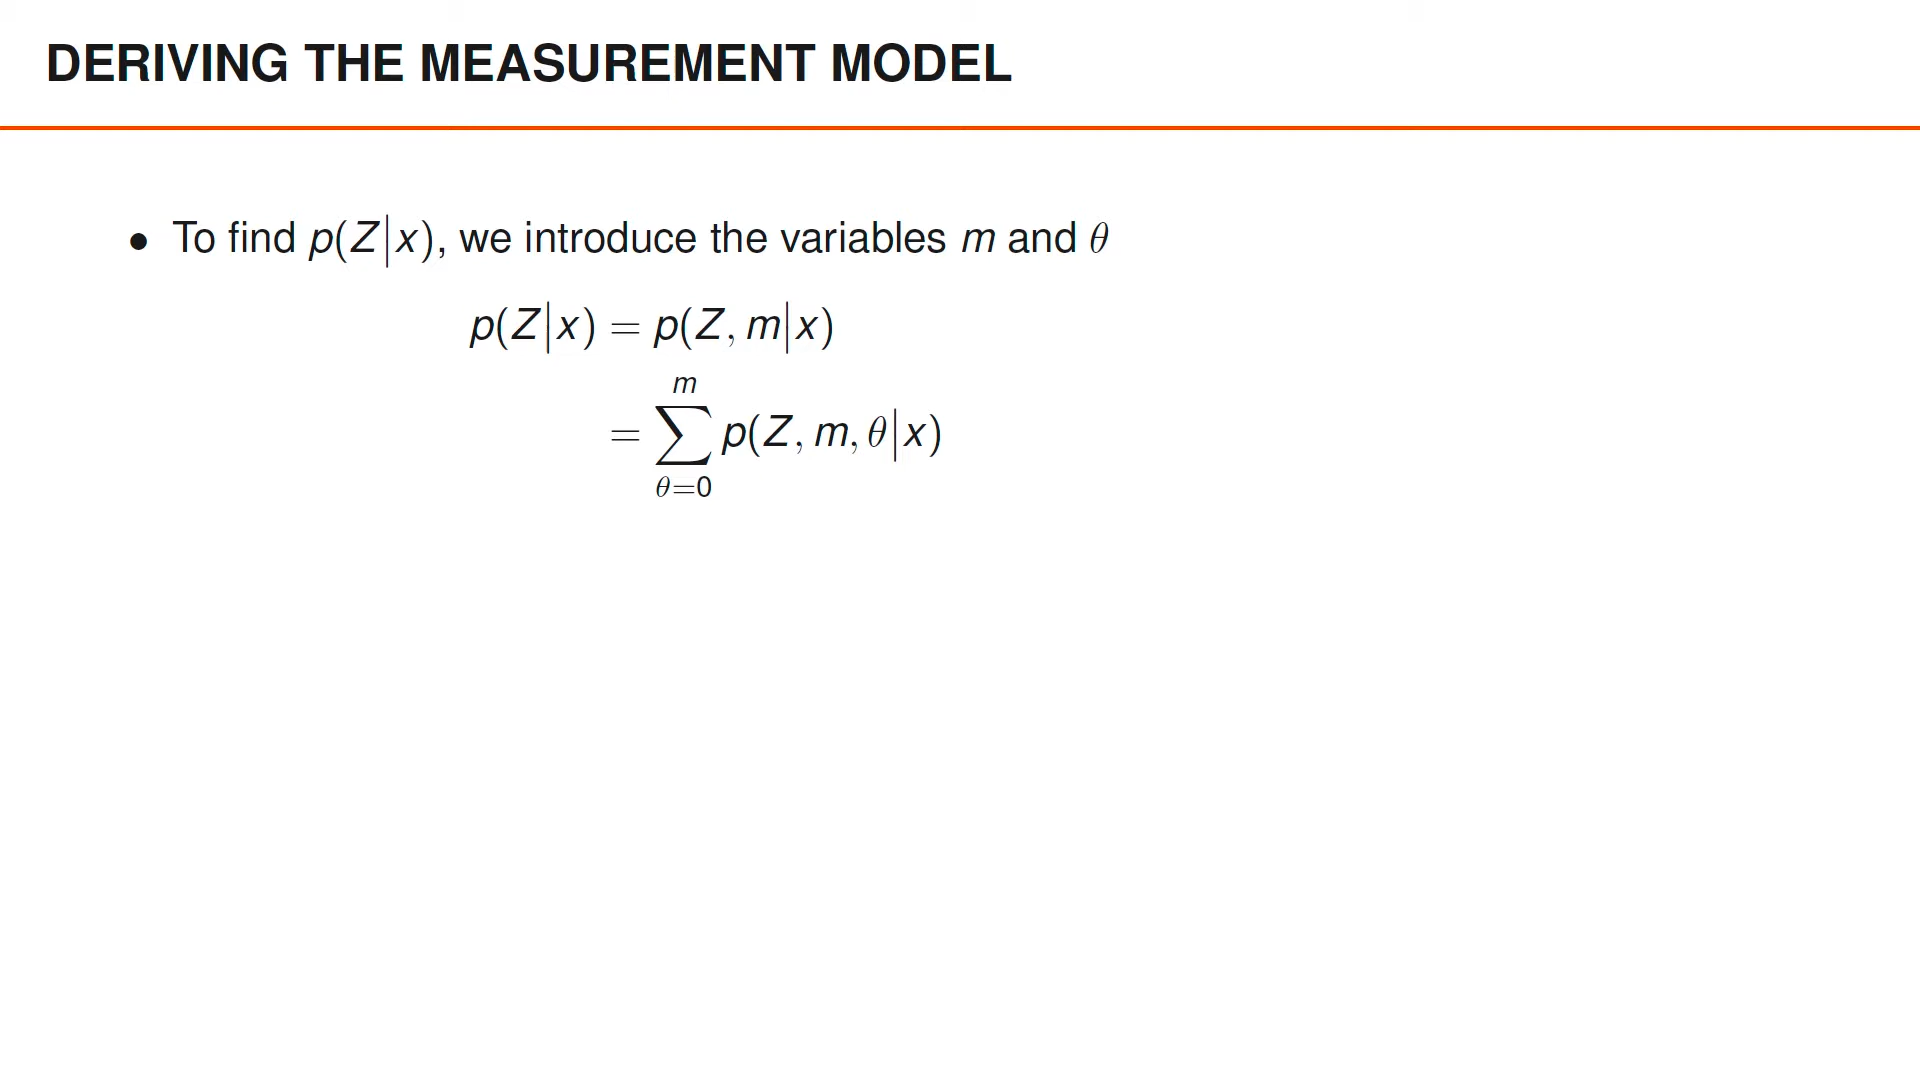 DERIVING THE MEASUREMENT MODEL
• To find p(Z|x), we introduce the variables m and θ
p(Z|x) = p(Z, m|x)
m
= ∑ p(Z, m, θ|x)
θ=0